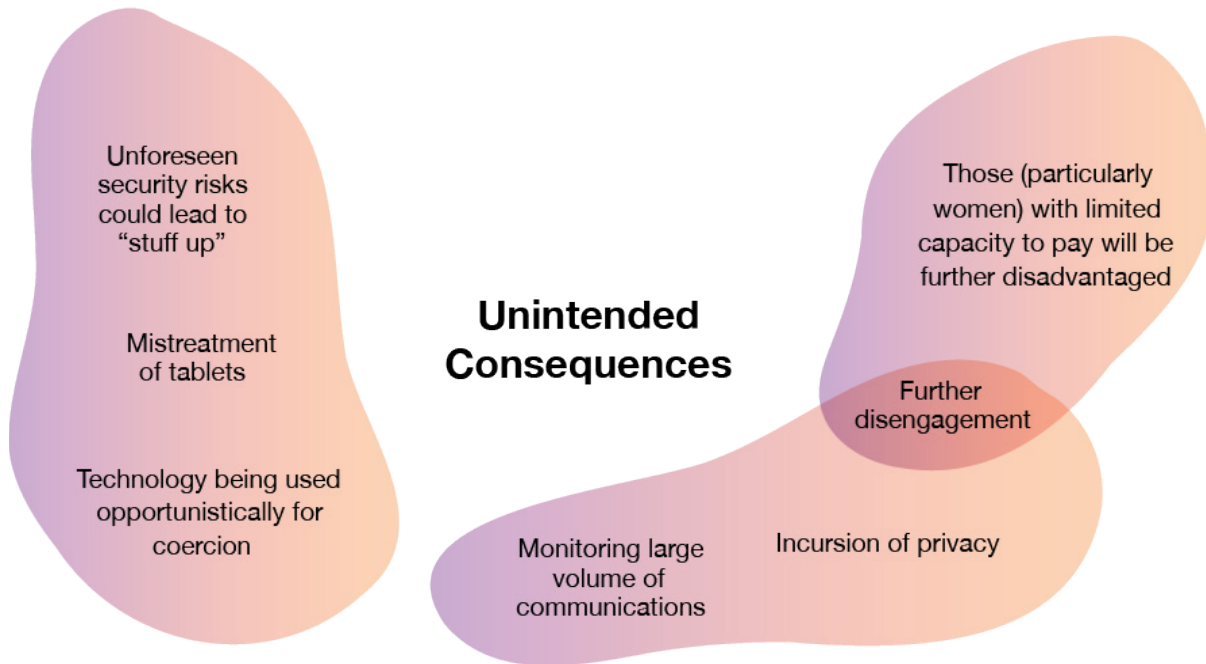 Unforeseen
security risks
could lead to
“stuff up”
Mistreatment
of tablets
Technology being used
opportunistically for
coercion
Unintended
Consequences
Those (particularly
women) with limited
capacity to pay will be
further disadvantaged
Further
disengagement
Monitoring large
volume of
communications
Incursion of privacy